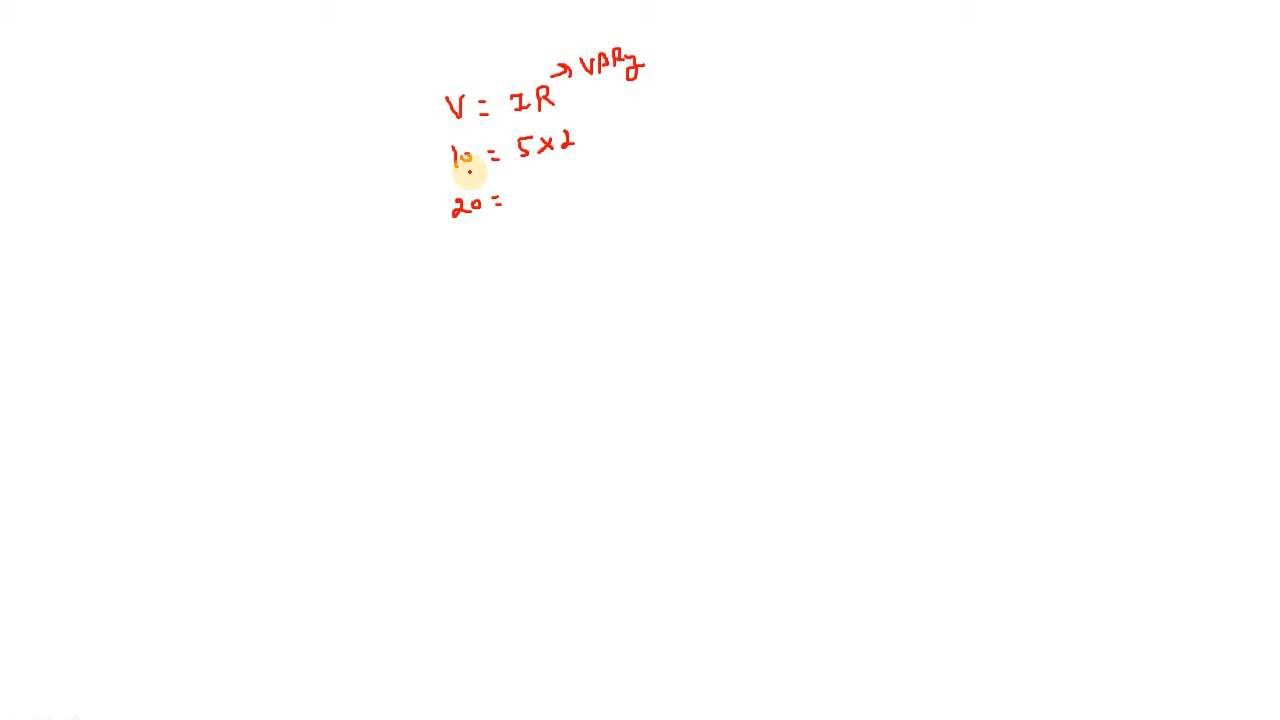 → VARY
V = IR
10 = 5 × 2
20 =